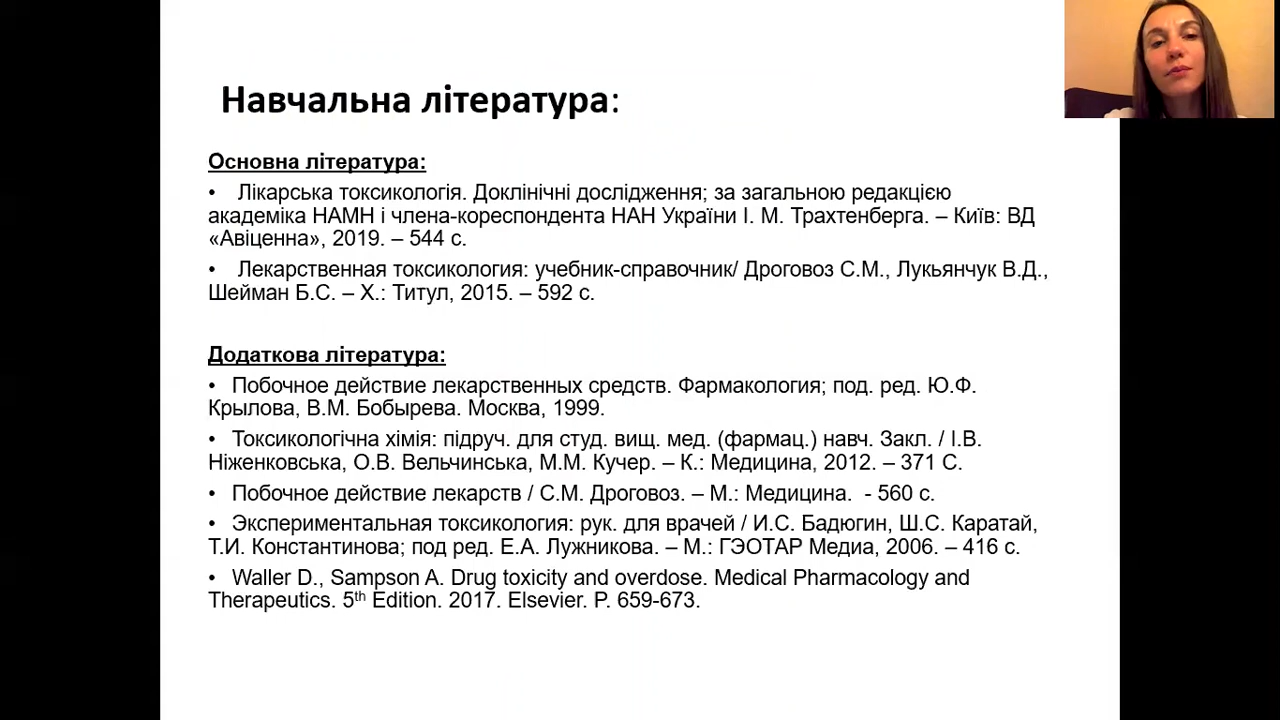 Навчальна література:
Основна література:
• Лікарська токсикологія. Доклінічні дослідження; за загальною редакцією
академіка НАМН і члена-кореспондента НАН України І. М. Трахтенберга. – Київ: ВД
«Авіценна», 2019. – 544 с.
• Лекарственная токсикология: учебник-справочник/ Дроговоз С.М., Лукьянчук В.Д.,
Шейман Б.С. – Х.: Титул, 2015. – 592 с.
Додаткова література:
• Побочное действие лекарственных средств. Фармакология; под. ред. Ю.Ф.
Крылова, В.М. Бобырева. Москва, 1999.
• Токсикологічна хімія: підруч. для студ. вищ. мед. (фармац.) навч. Закл. / І.В.
Ніженковська, О.В. Вельчинська, М.М. Кучер. – К.: Медицина, 2012. – 371 С.
• Побочное действие лекарств / С.М. Дроговоз. – М.: Медицина. - 560 с.
• Экспериментальная токсикология: рук. для врачей / И.С. Бадюгин, Ш.С. Каратай,
Т.И. Константинова; под ред. Е.А. Лужникова. – М.: ГЭОТАР Медиа, 2006. – 416 с.
• Waller D., Sampson A. Drug toxicity and overdose. Medical Pharmacology and
Therapeutics. 5th Edition. 2017. Elsevier. P. 659-673.